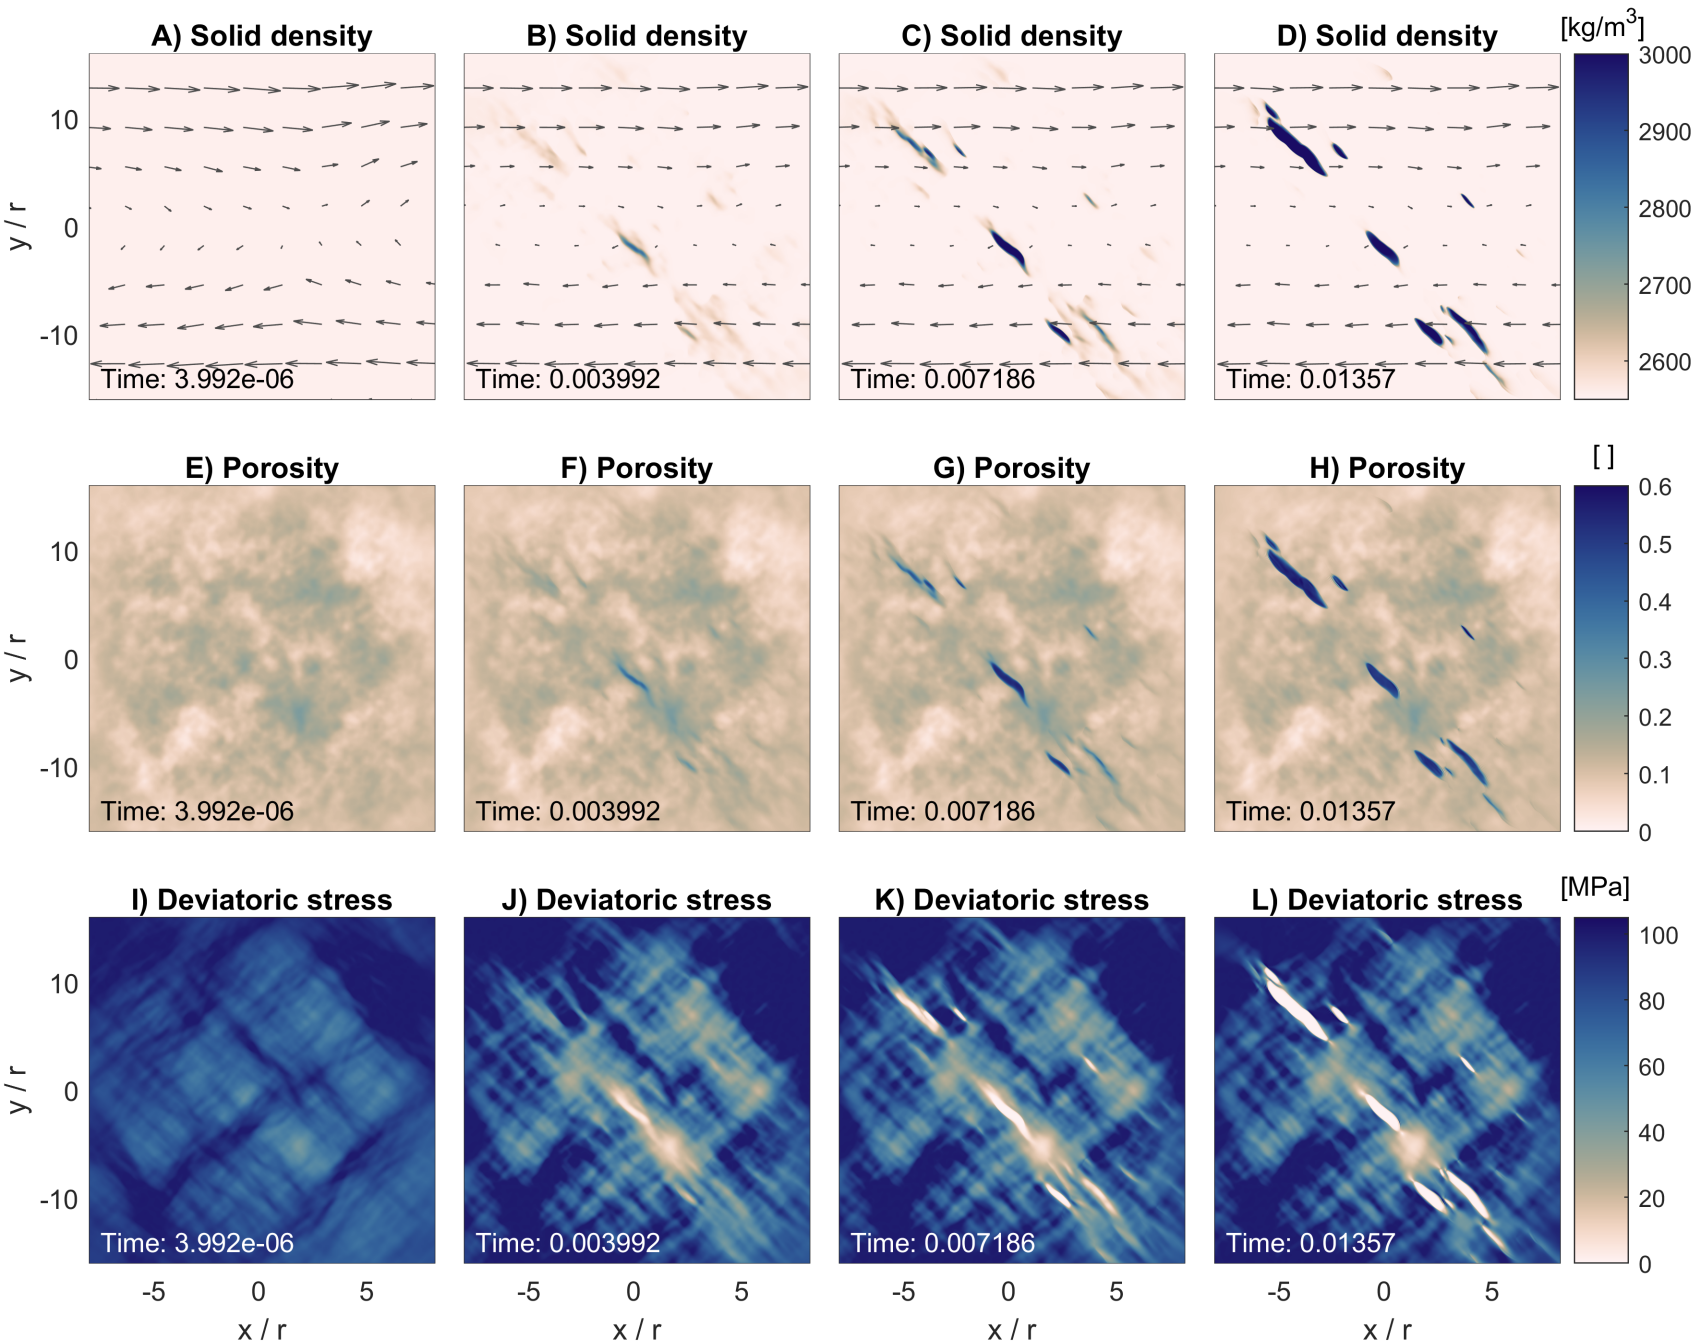 A) Solid density
B) Solid density
C) Solid density
D) Solid density
[kg/m³]
y / r
10
0
-10
Time: 3.992e-06
Time: 0.003992
Time: 0.007186
Time: 0.01357
3000
2900
2800
2700
2600
E) Porosity
F) Porosity
G) Porosity
H) Porosity
[ ]
y / r
10
0
-10
Time: 3.992e-06
Time: 0.003992
Time: 0.007186
Time: 0.01357
0.6
0.5
0.4
0.3
0.2
0.1
0
I) Deviatoric stress
J) Deviatoric stress
K) Deviatoric stress
L) Deviatoric stress
[MPa]
y / r
10
0
-10
Time: 3.992e-06
Time: 0.003992
Time: 0.007186
Time: 0.01357
100
80
60
40
20
0
-5 0 5
-5 0 5
-5 0 5
-5 0 5
x / r
x / r
x / r
x / r